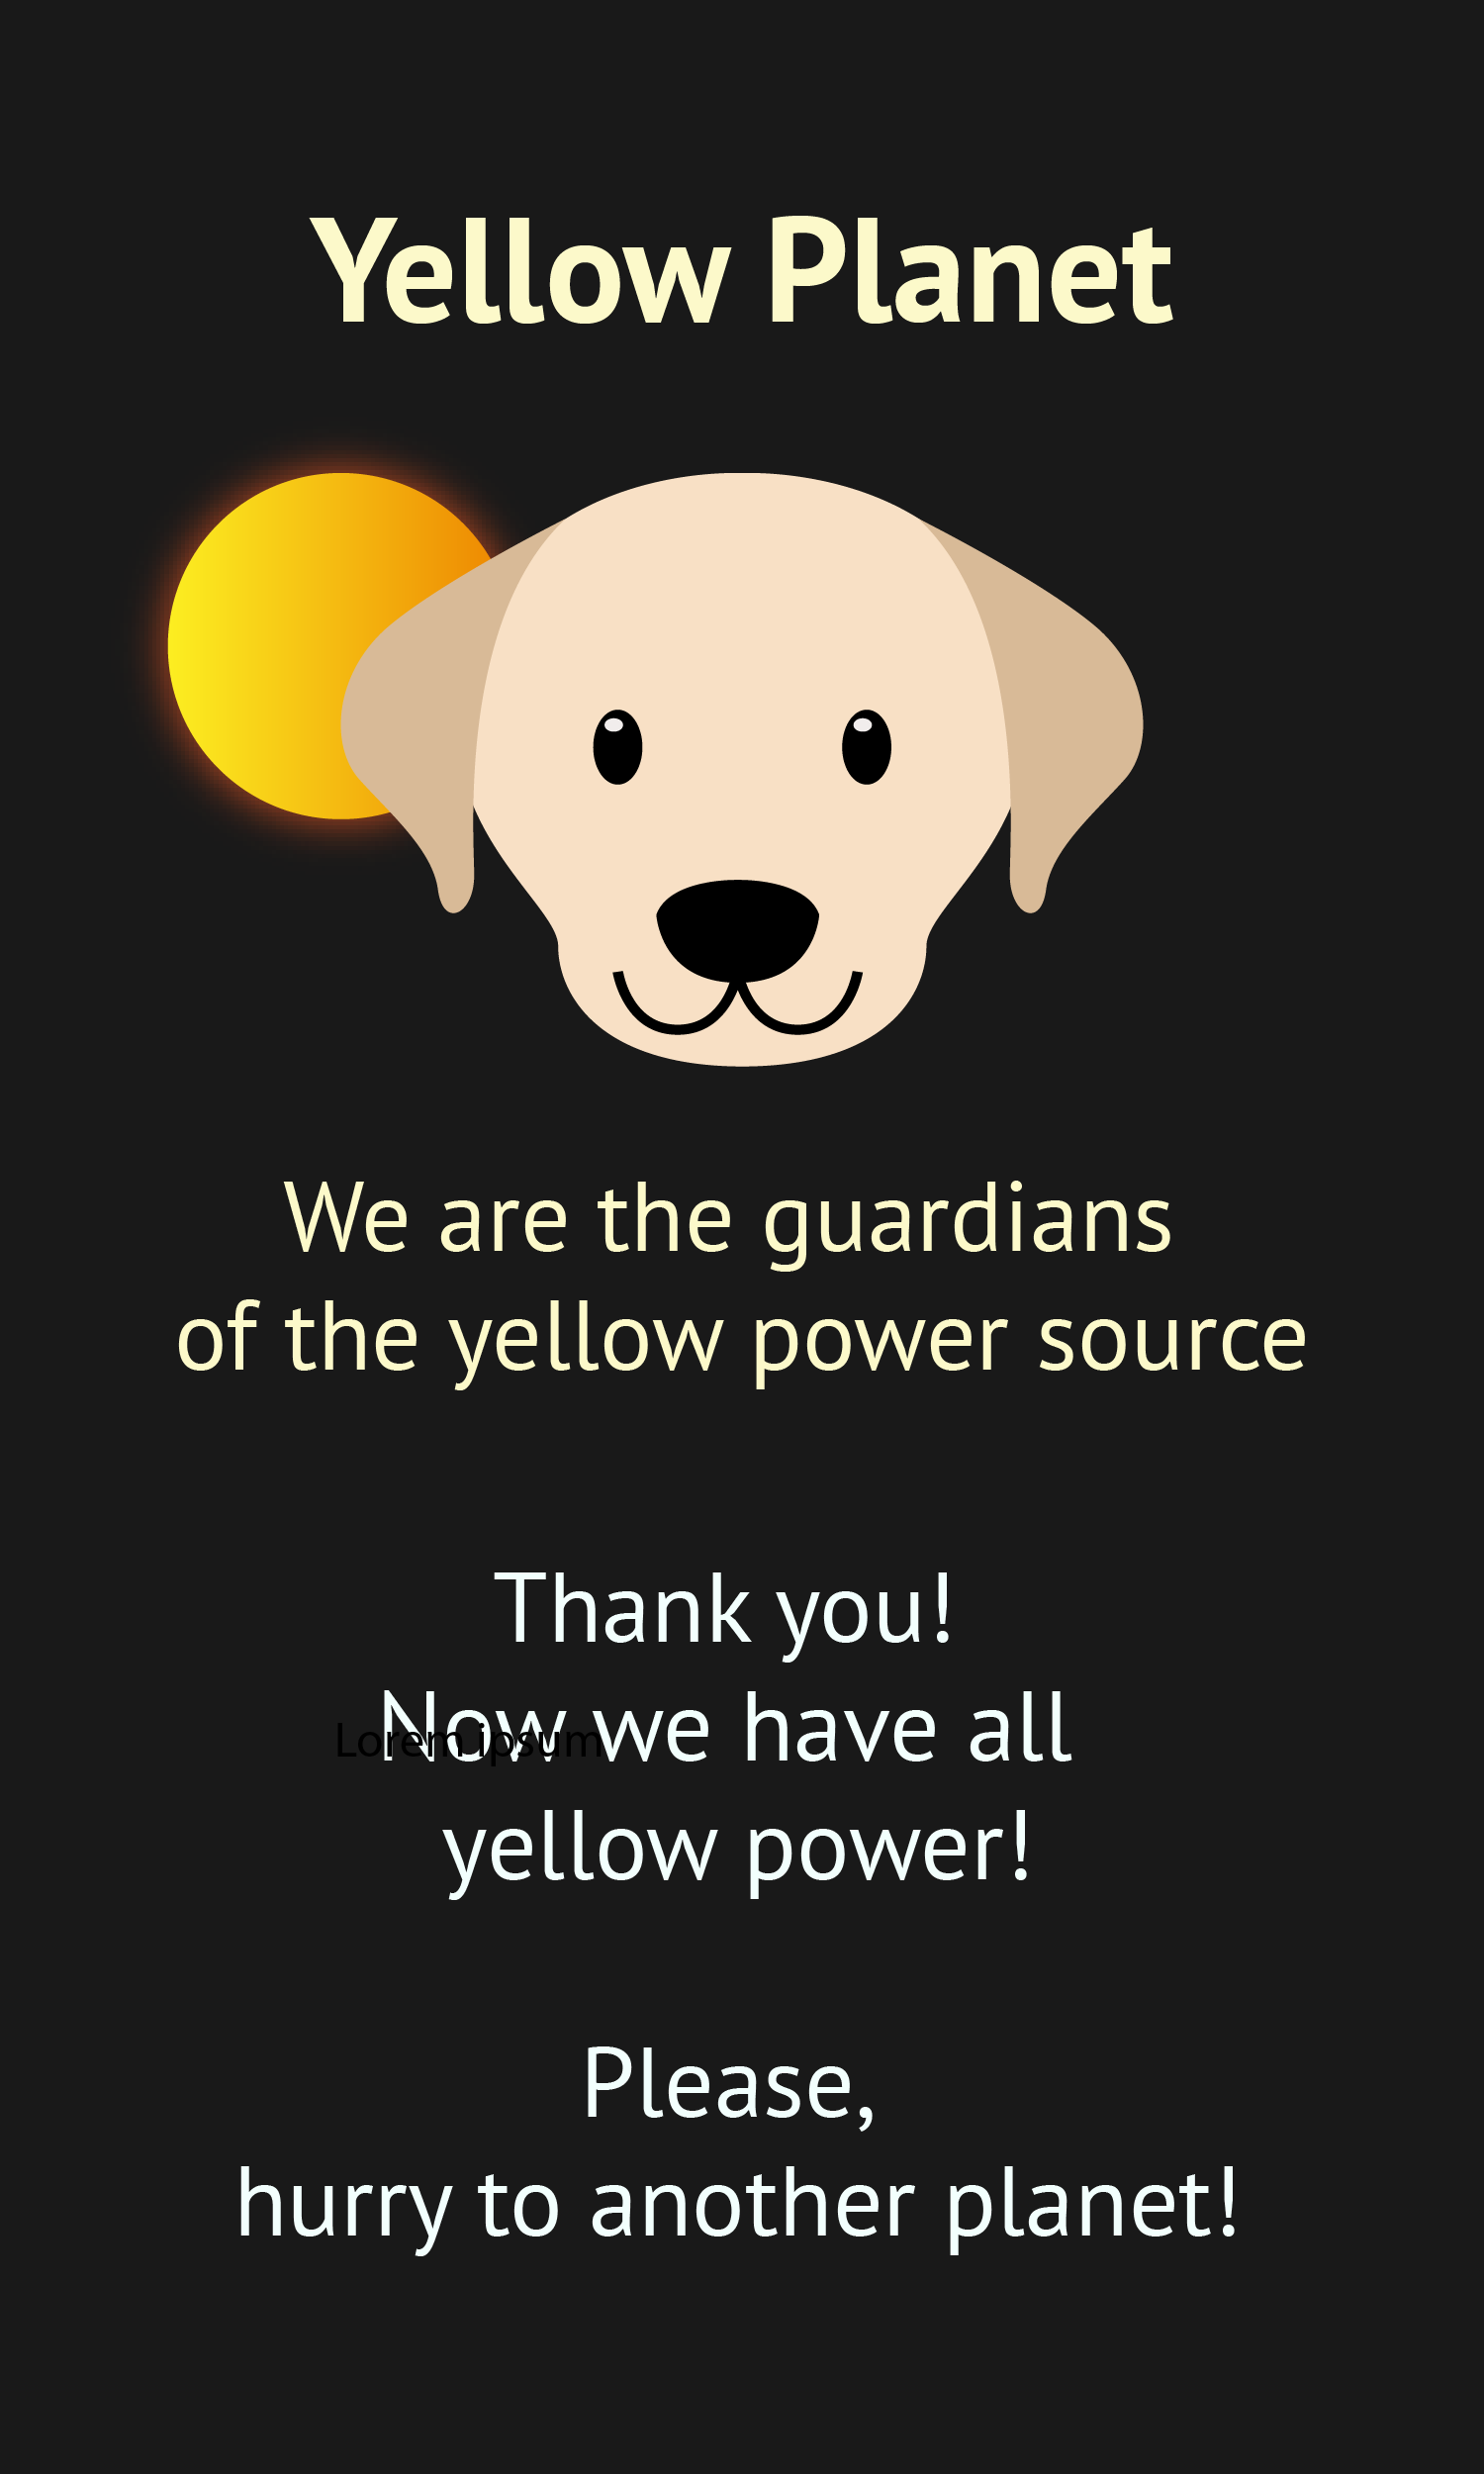 Yellow Planet
We are the guardians
of the yellow power source
Thank you!
Now we have all
Lorem ipsum
yellow power!
Please,
hurry to another planet!